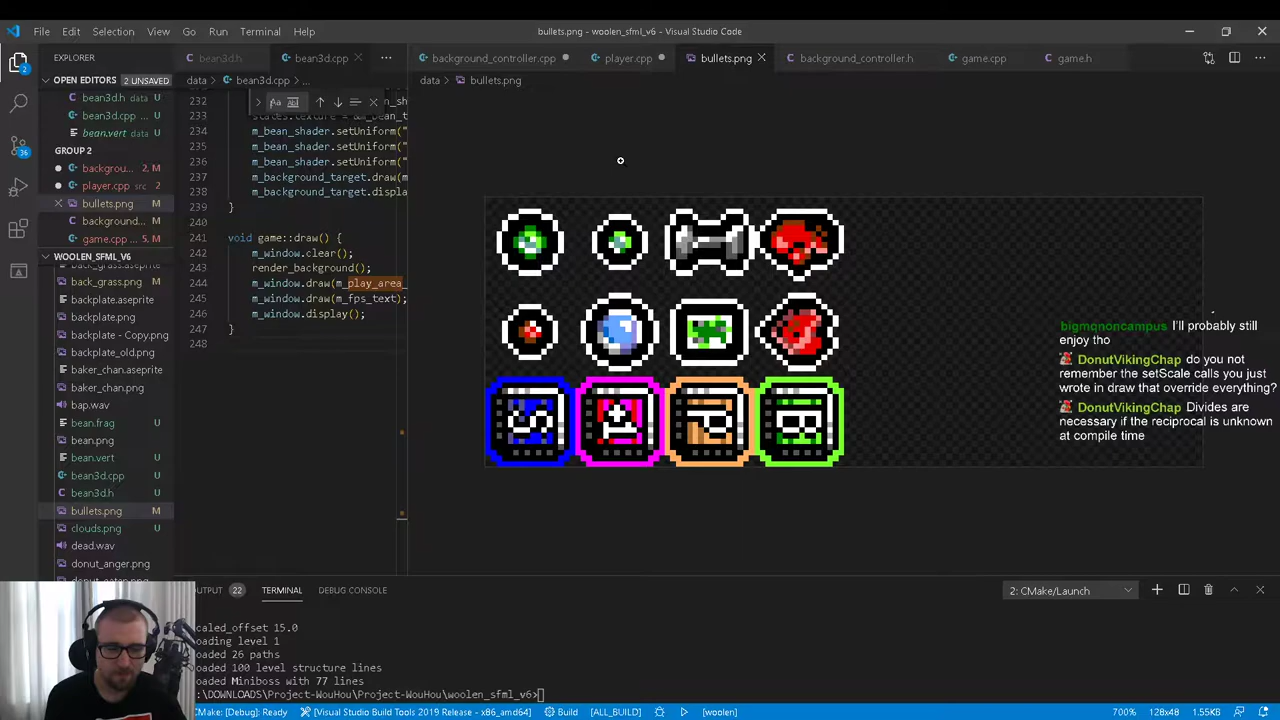 File Edit Selection View Go Run Terminal Help
bullets.png - woolen_sfml_v6 - Visual Studio Code
EXPLORER
OPEN EDITORS 2 UNSAVED
bean3d.h data U
bean3d.cpp ... U
bean.vert data U
GROUP 2
backgrou... 2, M
player.cpp src 2
bullets.png M
background... M
game.cpp ... 5, M
WOOLEN_SFML_V6
back_grass.aseprite
back_grass.png M
backplate.aseprite
backplate.png
backplate - Copy.png
backplate_old.png
baker_chan.aseprite
baker_chan.png
bap.wav
bean.frag U
bean.png M
bean.vert U
bean3d.cpp U
bean3d.h U
bullets.png M
clouds.png U
dead.wav
donut_anger.png
bean3d.h
bean3d.cpp
data > bean3d.cpp > ...
232
233
234 m_bean_shader.setUniform("
235 m_bean_shader.setUniform("
236 m_bean_shader.setUniform("
237 m_background_target.draw(m
238 m_background_target.displa
239 }
240
241 void game::draw() {
242 m_window.clear();
243 render_background();
244 m_window.draw(m_play_area_
245 m_window.draw(m_fps_text);
246 m_window.display();
247 }
248
background_controller.cpp player.cpp bullets.png background_controller.h game.cpp game.h
data > bullets.png
S P B
bigmqnoncampus I'll probably still
enjoy tho
DonutVikingChap do you not
remember the setScale calls you just
wrote in draw that override everything?
DonutVikingChap Divides are
necessary if the reciprocal is unknown
at compile time
OUTPUT 22 TERMINAL DEBUG CONSOLE
2: CMake/Launch
caled_offset 15.0
oading level 1
oaded 26 paths
oaded 100 level structure lines
oaded Miniboss with 77 lines
:\DOWNLOADS\Project-WouHou\Project-WouHou\woolen_sfml_v6>
CMake: [Debug]: Ready [Visual Studio Build Tools 2019 Release - x86_amd64] Build [ALL_BUILD] [woolen] 700% 128x48 1.55KB